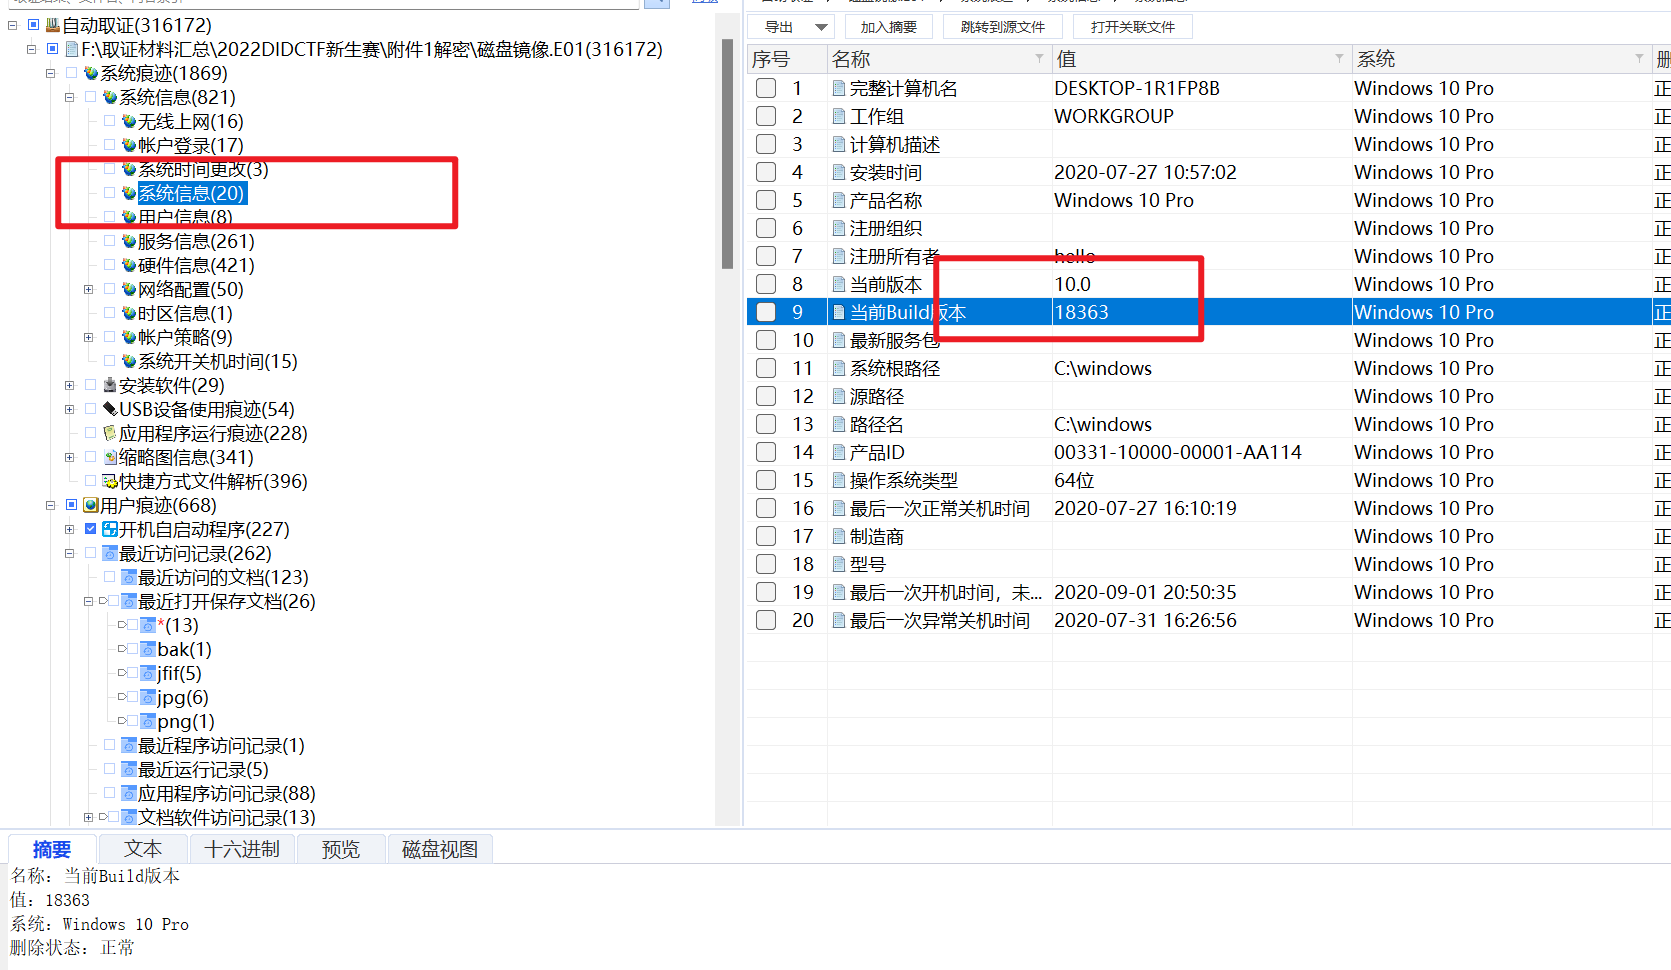 自动取证(316172)
F:\取证材料汇总\2022DIDCTF新生赛\附件1解密\磁盘镜像.E01(316172)
系统痕迹(1869)
系统信息(821)
无线上网(16)
帐户登录(17)
系统时间更改(3)
系统信息(20)
用户信息(8)
服务信息(261)
硬件信息(421)
网络配置(50)
时区信息(1)
帐户策略(9)
系统开关机时间(15)
安装软件(29)
USB设备使用痕迹(54)
应用程序运行痕迹(228)
缩略图信息(341)
快捷方式文件解析(396)
用户痕迹(668)
开机自启动程序(227)
最近访问记录(262)
最近访问的文档(123)
最近打开保存文档(26)
*(13)
bak(1)
jfif(5)
jpg(6)
png(1)
最近程序访问记录(1)
最近运行记录(5)
应用程序访问记录(88)
文档软件访问记录(13)
导出 加入摘要 跳转到源文件 打开关联文件
序号 名称 值 系统
1 完整计算机名 DESKTOP-1R1FP8B Windows 10 Pro 正
2 工作组 WORKGROUP Windows 10 Pro 正
3 计算机描述 Windows 10 Pro 正
4 安装时间 2020-07-27 10:57:02 Windows 10 Pro 正
5 产品名称 Windows 10 Pro Windows 10 Pro 正
6 注册组织 Windows 10 Pro 正
7 注册所有者 hello Windows 10 Pro 正
8 当前版本 10.0 Windows 10 Pro 正
9 当前Build版本 18363 Windows 10 Pro 正
10 最新服务包 Windows 10 Pro 正
11 系统根路径 C:\windows Windows 10 Pro 正
12 源路径 Windows 10 Pro 正
13 路径名 C:\windows Windows 10 Pro 正
14 产品ID 00331-10000-00001-AA114 Windows 10 Pro 正
15 操作系统类型 64位 Windows 10 Pro 正
16 最后一次正常关机时间 2020-07-27 16:10:19 Windows 10 Pro 正
17 制造商 Windows 10 Pro 正
18 型号 Windows 10 Pro 正
19 最后一次开机时间，未... 2020-09-01 20:50:35 Windows 10 Pro 正
20 最后一次异常关机时间 2020-07-31 16:26:56 Windows 10 Pro 正
摘要 文本 十六进制 预览 磁盘视图
名称：当前Build版本
值：18363
系统：Windows 10 Pro
删除状态：正常